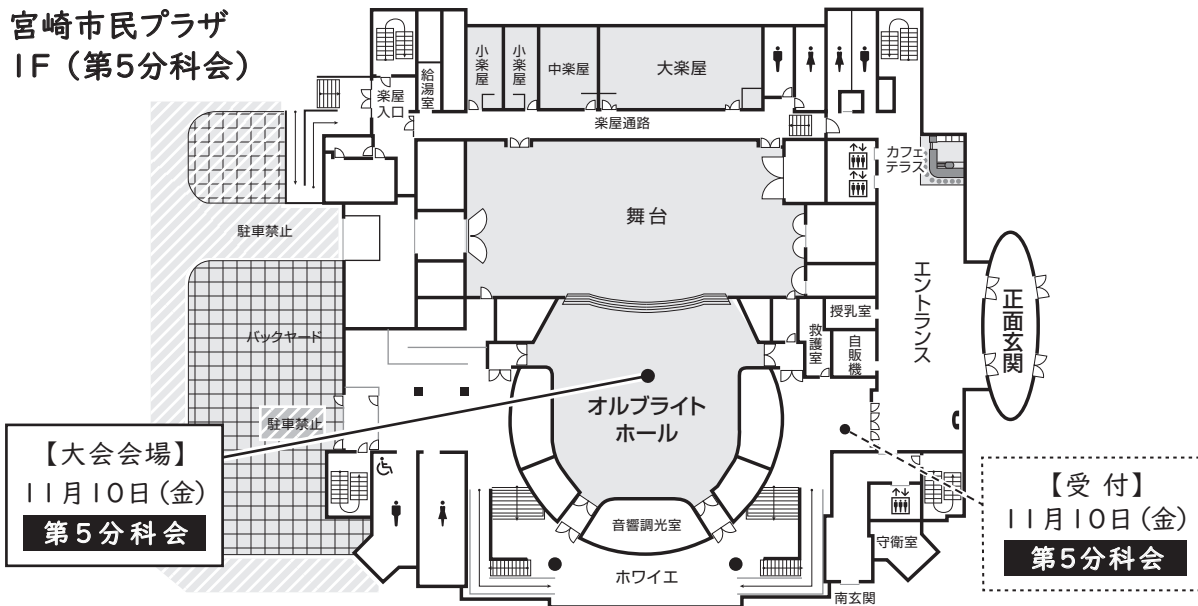 宮崎市民プラザ
1F（第5分科会）
小楽屋
小楽屋
中楽屋
大楽屋
給湯室
楽屋入口
楽屋通路
カフェ
テラス
舞台
駐車禁止
エントランス
正面玄関
授乳室
救護室
自販機
バックヤード
オルブライト
ホール
駐車禁止
【大会会場】
11月10日（金）
第5分科会
【受 付】
11月10日（金）
第5分科会
音響調光室
守衛室
ホワイエ
南玄関